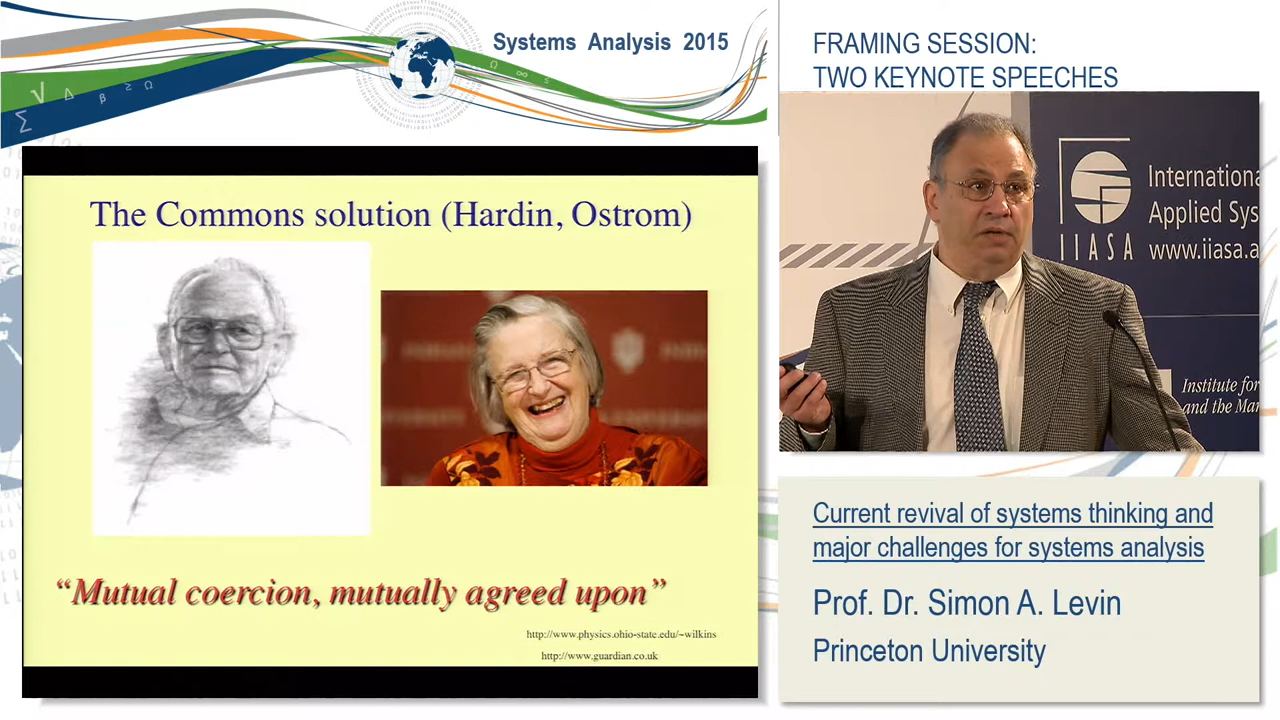 Systems Analysis 2015
FRAMING SESSION:
TWO KEYNOTE SPEECHES
The Commons solution (Hardin, Ostrom)
“Mutual coercion, mutually agreed upon”
http://www.physics.ohio-state.edu/~wilkins
http://www.guardian.co.uk
IIASA
Internationa
Applied Sys
www.iiasa.a
Institute for
and the Mar
Current revival of systems thinking and
major challenges for systems analysis
Prof. Dr. Simon A. Levin
Princeton University